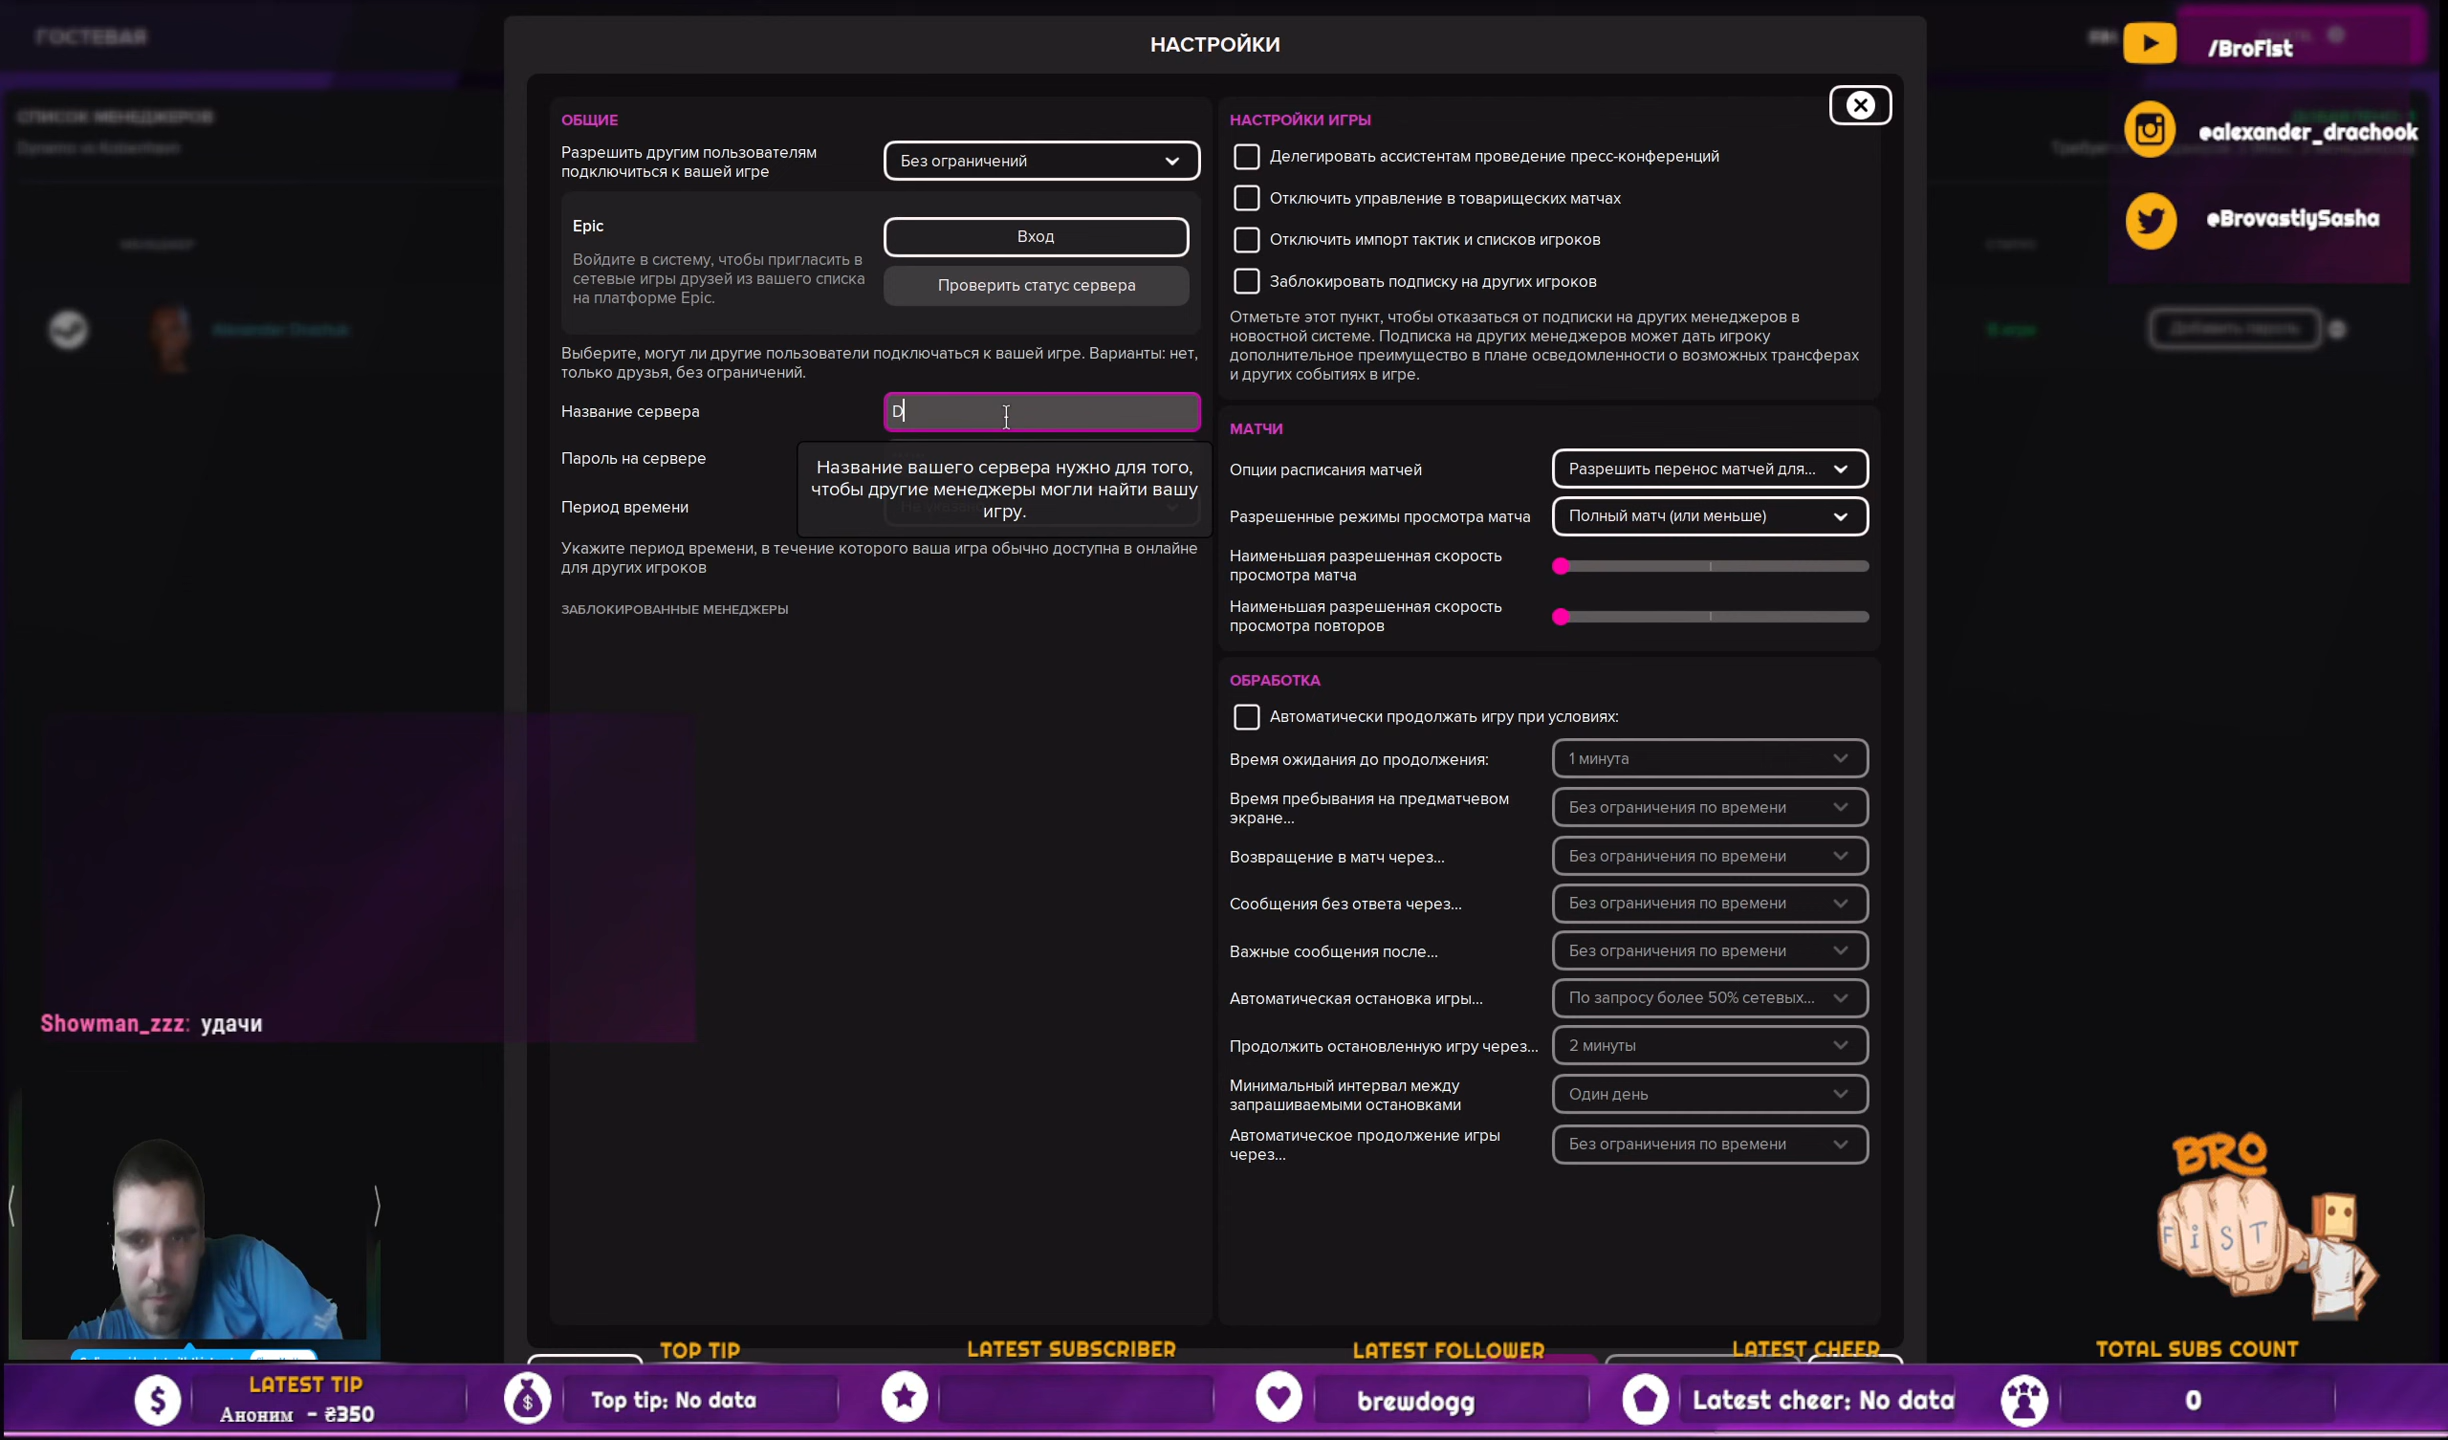 ГОСТЕВАЯ
НАСТРОЙКИ
/BroFist
@alexander_drachook
@BrovastiySasha
СПИСОК МЕНЕДЖЕРОВ
МЕНЕДЖЕР
Добавить пароль
ОБЩИЕ
Разрешить другим пользователям
подключиться к вашей игре
Без ограничений
Epic
Войдите в систему, чтобы пригласить в
сетевые игры друзей из вашего списка
на платформе Epic.
Вход
Проверить статус сервера
Выберите, могут ли другие пользователи подключаться к вашей игре. Варианты: нет,
только друзья, без ограничений.
Название сервера
D
Пароль на сервере
Название вашего сервера нужно для того,
чтобы другие менеджеры могли найти вашу
игру.
Период времени
Укажите период времени, в течение которого ваша игра обычно доступна в онлайне
для других игроков
ЗАБЛОКИРОВАННЫЕ МЕНЕДЖЕРЫ
НАСТРОЙКИ ИГРЫ
Делегировать ассистентам проведение пресс-конференций
Отключить управление в товарищеских матчах
Отключить импорт тактик и списков игроков
Заблокировать подписку на других игроков
Отметьте этот пункт, чтобы отказаться от подписки на других менеджеров в
новостной системе. Подписка на других менеджеров может дать игроку
дополнительное преимущество в плане осведомленности о возможных трансферах
и других событиях в игре.
МАТЧИ
Опции расписания матчей
Разрешить перенос матчей для...
Разрешенные режимы просмотра матча
Полный матч (или меньше)
Наименьшая разрешенная скорость
просмотра матча
Наименьшая разрешенная скорость
просмотра повторов
ОБРАБОТКА
Автоматически продолжать игру при условиях:
Время ожидания до продолжения:
1 минута
Время пребывания на предматчевом
экране...
Без ограничения по времени
Возвращение в матч через...
Без ограничения по времени
Сообщения без ответа через...
Без ограничения по времени
Важные сообщения после...
Без ограничения по времени
Автоматическая остановка игры...
По запросу более 50% сетевых...
Продолжить остановленную игру через...
2 минуты
Минимальный интервал между
запрашиваемыми остановками
Один день
Автоматическое продолжение игры
через...
Без ограничения по времени
Showman_zzz: удачи
BRO
FiST
TOP TIP
LATEST SUBSCRIBER
LATEST FOLLOWER
LATEST CHEER
TOTAL SUBS COUNT
LATEST TIP
Аноним - ₴350
Top tip: No data
brewdogg
Latest cheer: No data
0